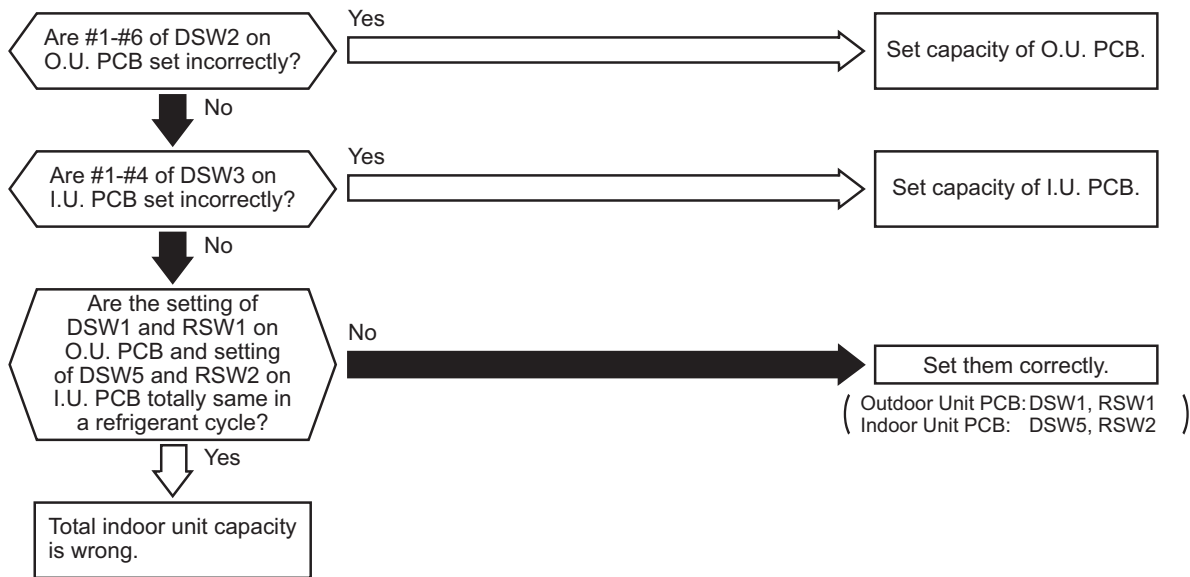 Are #1-#6 of DSW2 on
O.U. PCB set incorrectly?
Yes
Set capacity of O.U. PCB.
No
Are #1-#4 of DSW3 on
I.U. PCB set incorrectly?
Yes
Set capacity of I.U. PCB.
No
Are the setting of
DSW1 and RSW1 on
O.U. PCB and setting
of DSW5 and RSW2 on
I.U. PCB totally same in
a refrigerant cycle?
No
Set them correctly.
( Outdoor Unit PCB: DSW1, RSW1
Indoor Unit PCB: DSW5, RSW2 )
Yes
Total indoor unit capacity
is wrong.